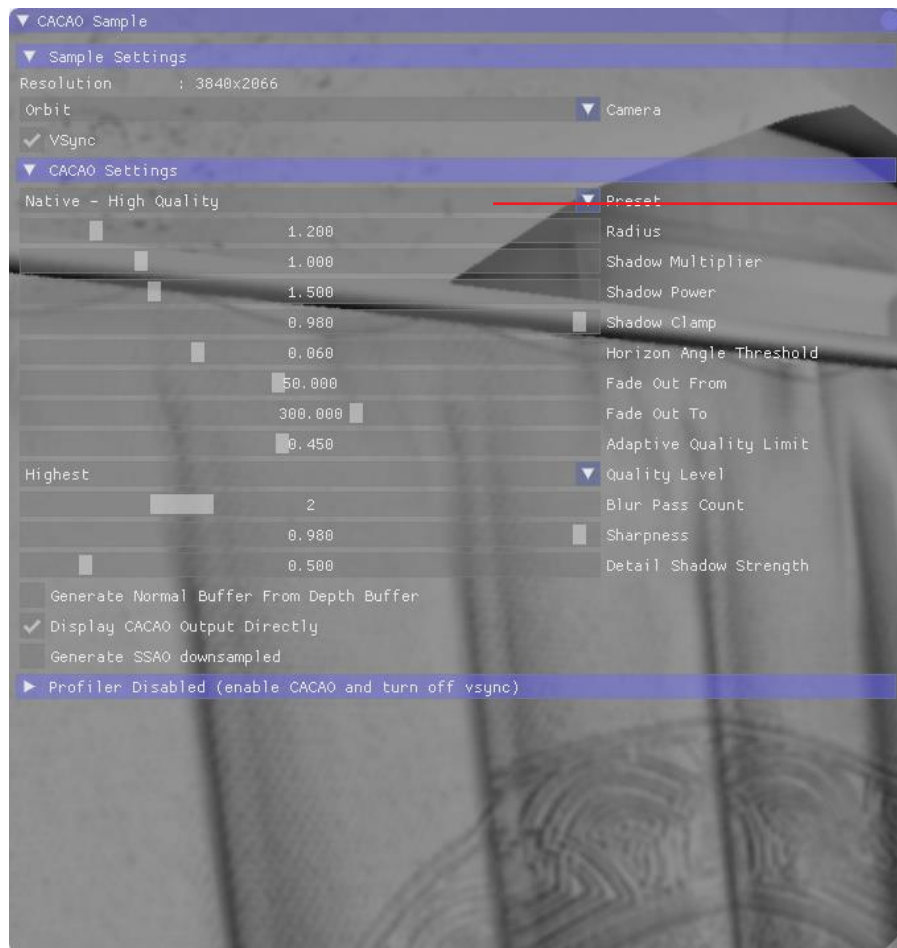 CACAO Sample
Sample Settings
Resolution : 3840x2066
Orbit Camera
VSync
CACAO Settings
Native - High Quality Preset
1.200 Radius
1.000 Shadow Multiplier
1.500 Shadow Power
0.980 Shadow Clamp
0.060 Horizon Angle Threshold
50.000 Fade Out From
300.000 Fade Out To
0.450 Adaptive Quality Limit
Highest Quality Level
2 Blur Pass Count
0.980 Sharpness
0.500 Detail Shadow Strength
Generate Normal Buffer From Depth Buffer
Display CACAO Output Directly
Generate SSAO downsampled
Profiler Disabled (enable CACAO and turn off vsync)